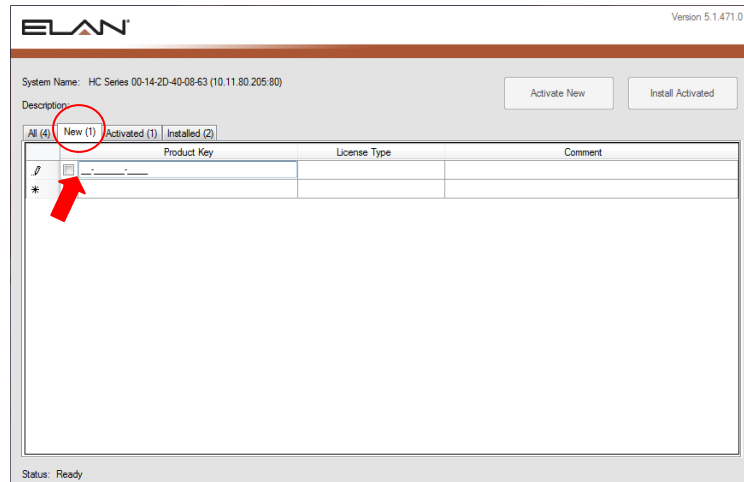 ELAN
Version 5.1.471.0
System Name: HC Series 00-14-2D-40-08-63 (10.11.80.205:80)
Description:
Activate New
Install Activated
All (4) New (1) Activated (1) Installed (2)
Product Key License Type Comment
__-_____-____
*
Status: Ready